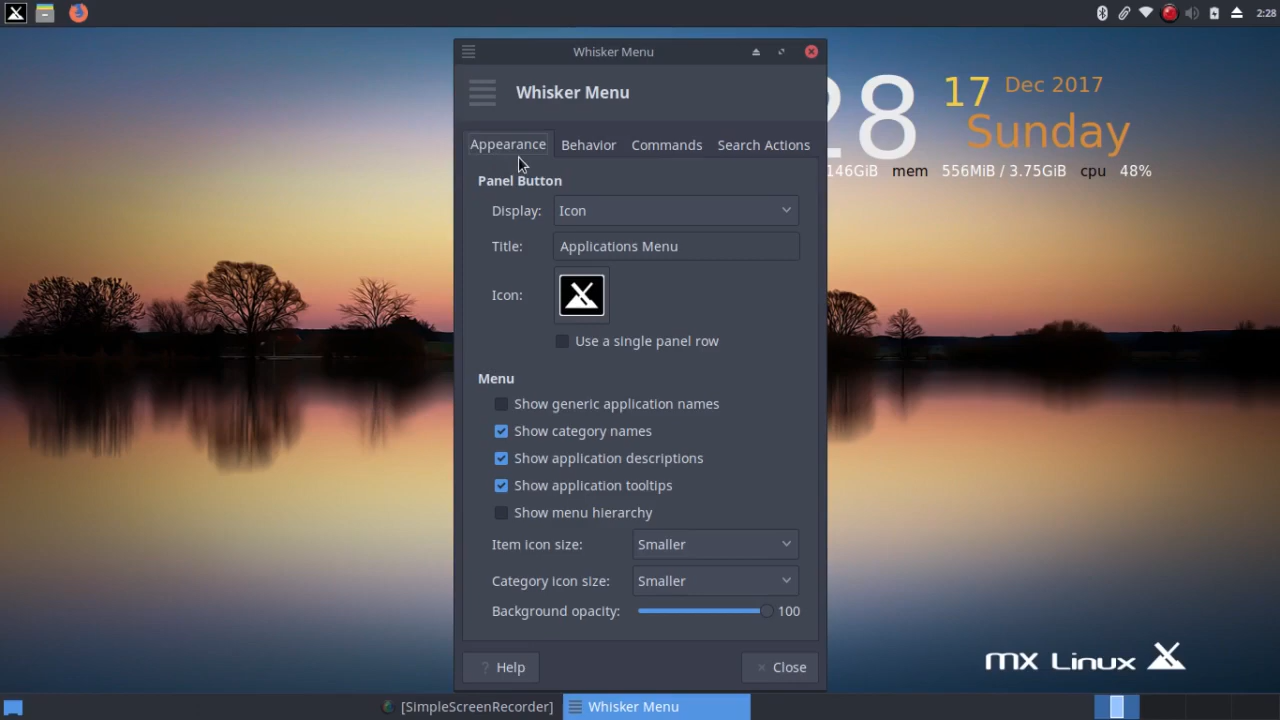 2:28
Whisker Menu
Whisker Menu
28
17 Dec 2017
Sunday
146GiB mem 556MiB / 3.75GiB cpu 48%
Appearance Behavior Commands Search Actions
Panel Button
Display: Icon
Title: Applications Menu
Icon:
Use a single panel row
Menu
Show generic application names
Show category names
Show application descriptions
Show application tooltips
Show menu hierarchy
Item icon size: Smaller
Category icon size: Smaller
Background opacity: 100
? Help × Close
MX Linux
[SimpleScreenRecorder] Whisker Menu